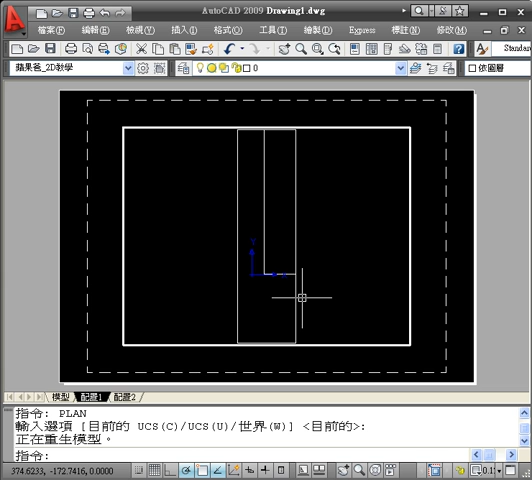 AutoCAD 2009 Drawing1.dwg
檔案(F) 編輯(E) 檢視(V) 插入(I) 格式(O) 工具(T) Express 繪製(D) 標註(N) 修改(M)
Standard
蘋果爸_2D教學 0 依圖層
Y
X
模型 配置1 配置2
指令: PLAN
輸入選項 [目前的 UCS(C)/UCS(U)/世界(W)] <目前的>:
正在重生模型。
指令:
374.6233, -172.7416, 0.0000